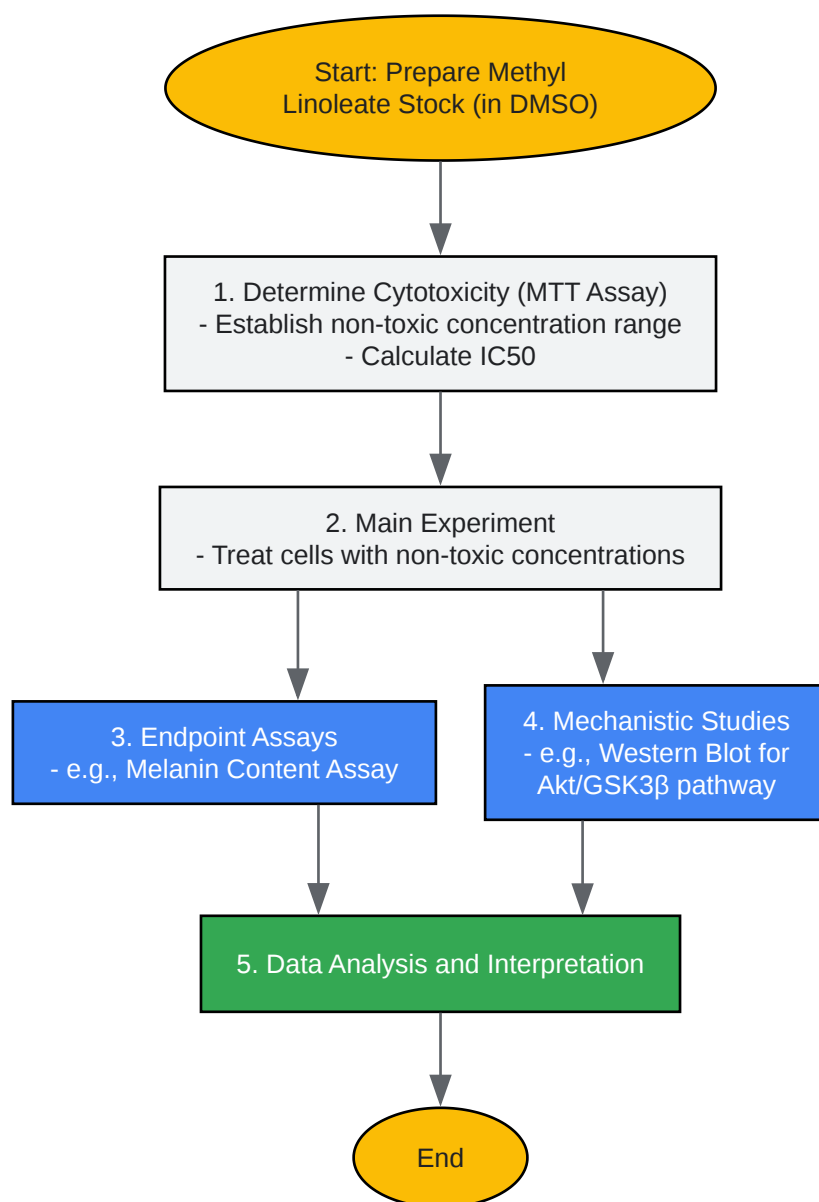 Start: Prepare Methyl
Linoleate Stock (in DMSO)
1. Determine Cytotoxicity (MTT Assay)
- Establish non-toxic concentration range
- Calculate IC50
2. Main Experiment
- Treat cells with non-toxic concentrations
3. Endpoint Assays
- e.g., Melanin Content Assay
4. Mechanistic Studies
- e.g., Western Blot for
Akt/GSK3β pathway
5. Data Analysis and Interpretation
End